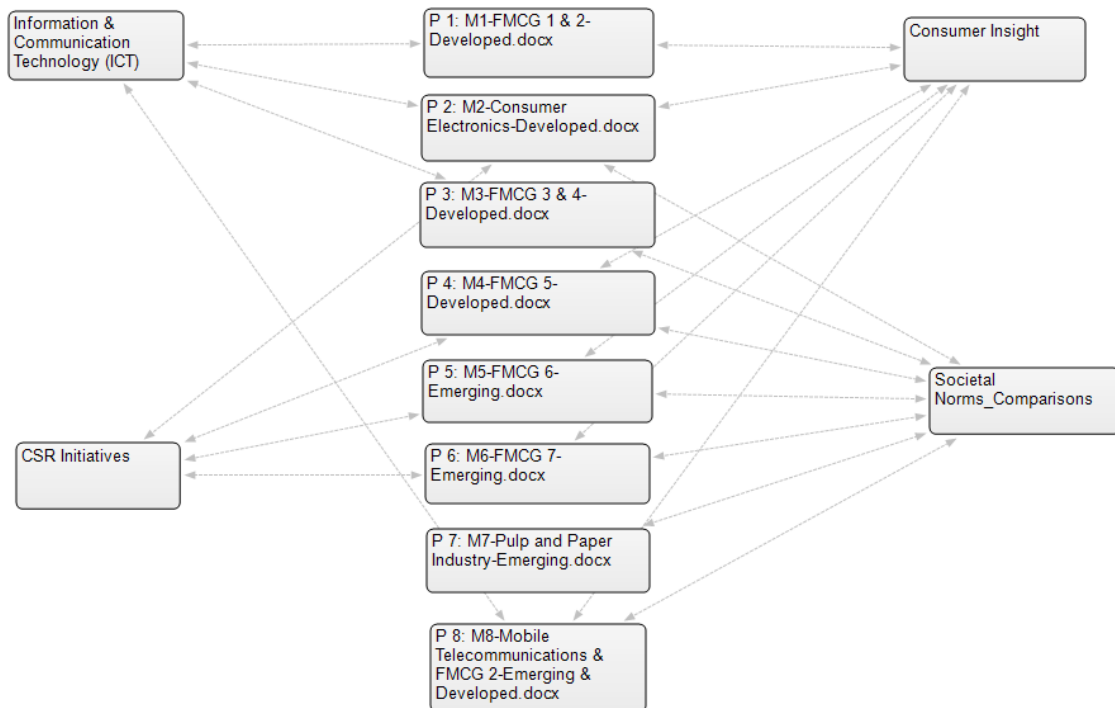 Information &
Communication
Technology (ICT)
P 1: M1-FMCG 1 & 2-
Developed.docx
Consumer Insight
P 2: M2-Consumer
Electronics-Developed.docx
P 3: M3-FMCG 3 & 4-
Developed.docx
P 4: M4-FMCG 5-
Developed.docx
P 5: M5-FMCG 6-
Emerging.docx
Societal
Norms_Comparisons
CSR Initiatives
P 6: M6-FMCG 7-
Emerging.docx
P 7: M7-Pulp and Paper
Industry-Emerging.docx
P 8: M8-Mobile
Telecommunications &
FMCG 2-Emerging &
Developed.docx